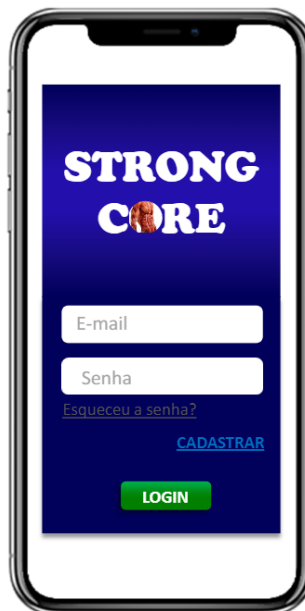 STRONG
CORE
E-mail
Senha
Esqueceu a senha?
CADASTRAR
LOGIN